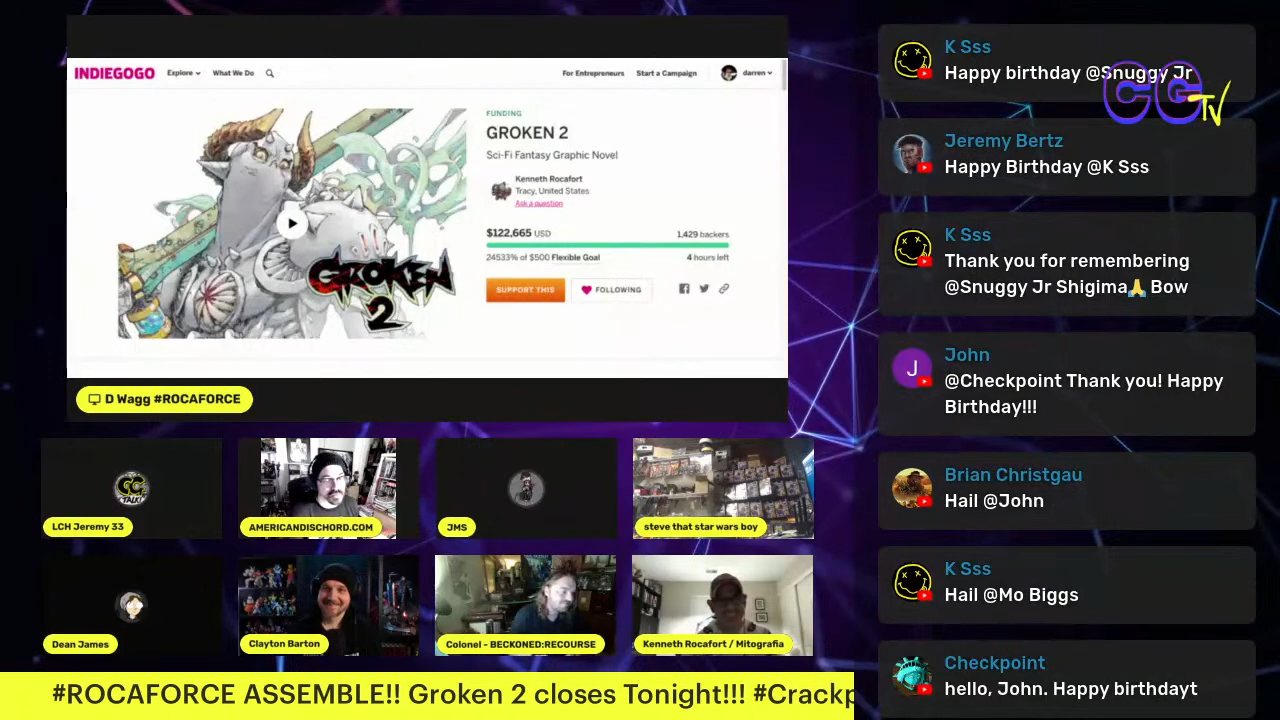 INDIEGOGO
Explore
What We Do
For Entrepreneurs
Start a Campaign
darren
FUNDING
GROKEN 2
Sci-Fi Fantasy Graphic Novel
Kenneth Rocafort
Tracy, United States
Ask a question
$122,665 USD
1,429 backers
24533% of $500 Flexible Goal
4 hours left
SUPPORT THIS
FOLLOWING
GROKEN
2
D Wagg #ROCAFORCE
LCH Jeremy 33
AMERICANDISCHORD.COM
JMS
steve that star wars boy
Dean James
Clayton Barton
Colonel - BECKONED:RECOURSE
Kenneth Rocafort / Mitografia
#ROCAFORCE ASSEMBLE!! Groken 2 closes Tonight!!! #Crackp
K Sss
Happy birthday @Snuggy Jr
CG TV
Jeremy Bertz
Happy Birthday @K Sss
K Sss
Thank you for remembering
@Snuggy Jr Shigima🙏 Bow
J
John
@Checkpoint Thank you! Happy
Birthday!!!
Brian Christgau
Hail @John
K Sss
Hail @Mo Biggs
Checkpoint
hello, John. Happy birthdayt